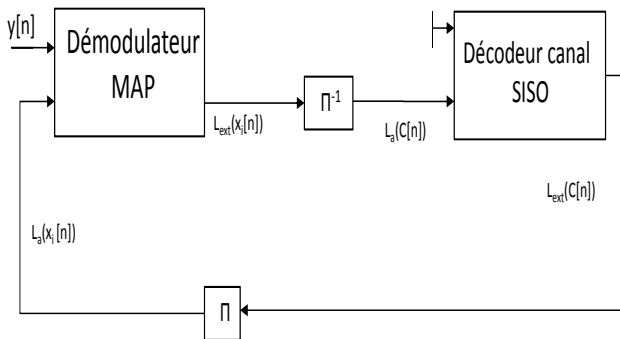 y[n]
Démodulateur
MAP
Décodeur canal
SISO
Π⁻¹
Lext(xi[n])
La(C[n])
Lext(C[n])
La(xi[n])
Π